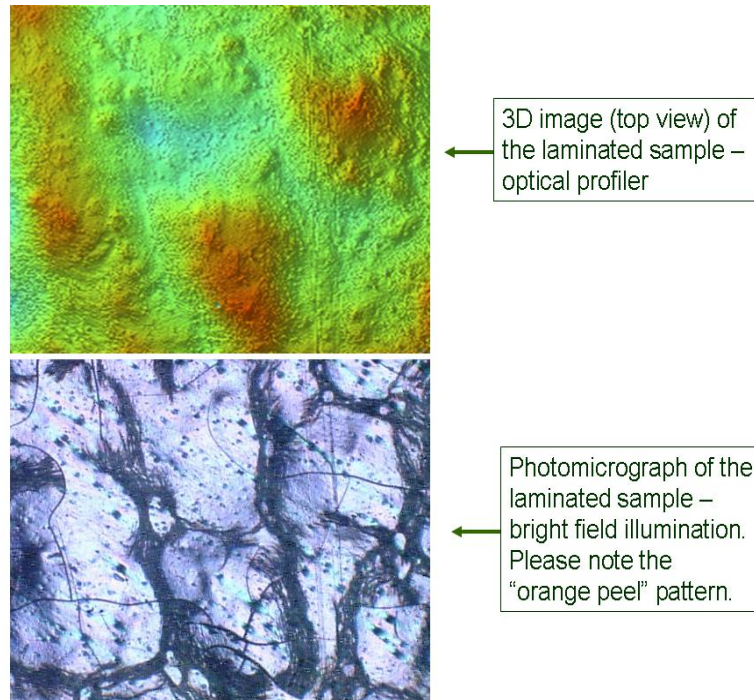 3D image (top view) of
the laminated sample –
optical profiler
Photomicrograph of the
laminated sample –
bright field illumination.
Please note the
“orange peel” pattern.